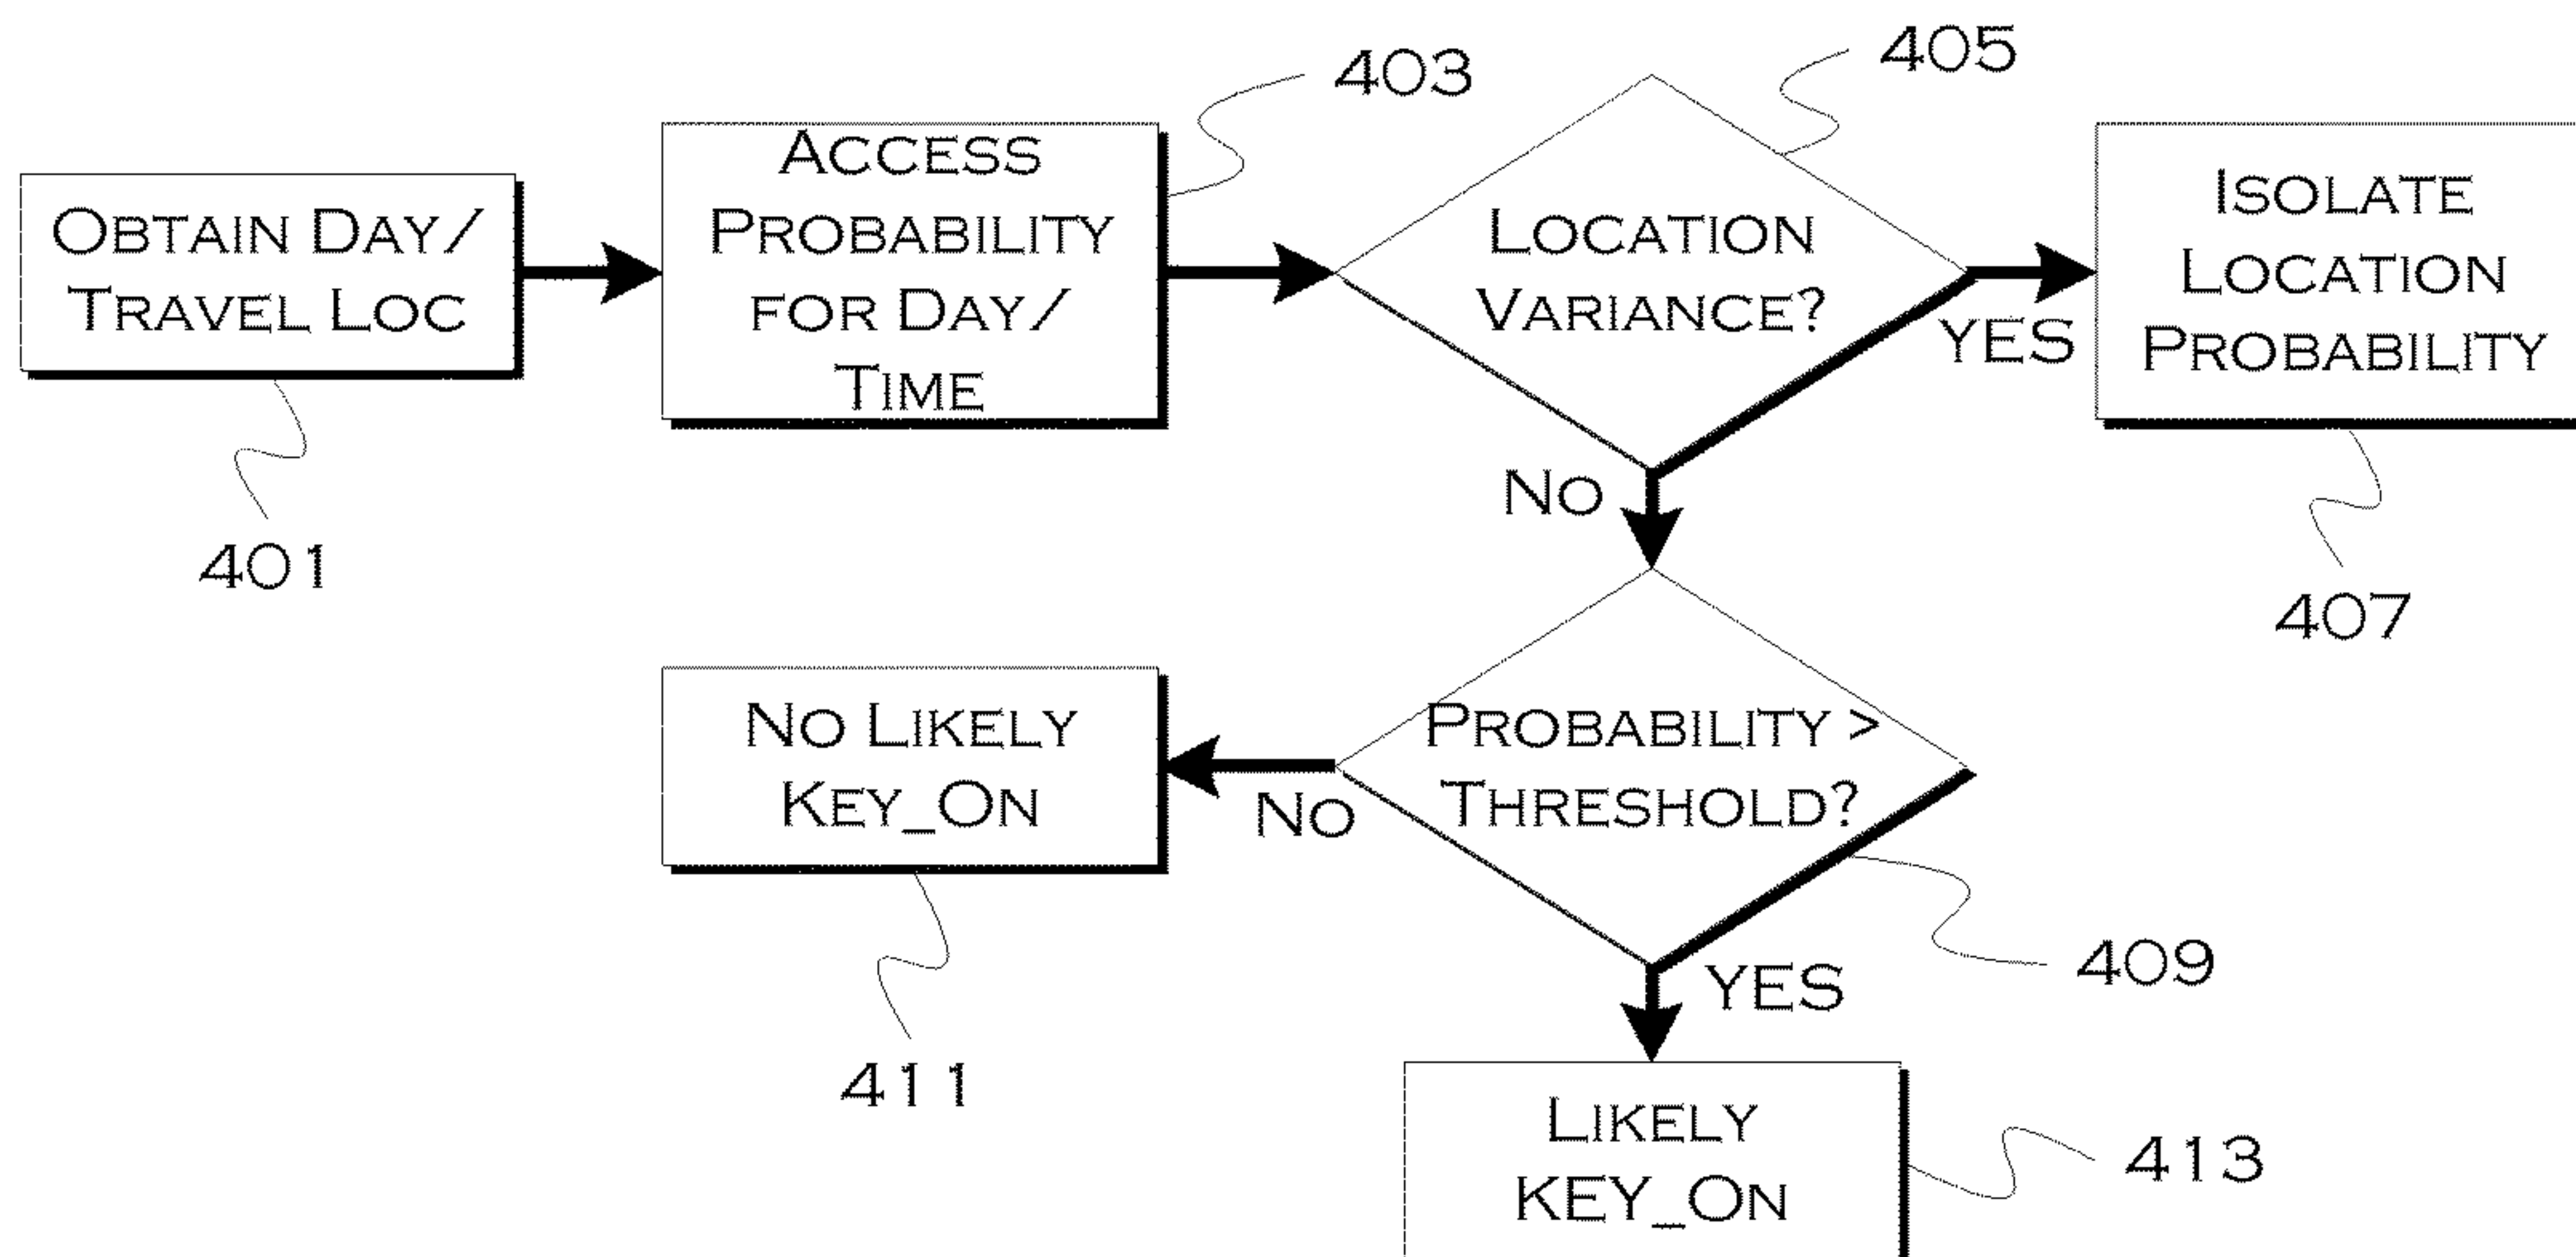 403
405
Obtain Day/
Travel Loc
401
Access
Probability
for Day/
Time
Location
Variance?
YES
No
Isolate
Location
Probability
407
Probability >
Threshold?
409
No
YES
No Likely
Key_On
411
Likely
KEY_On
413